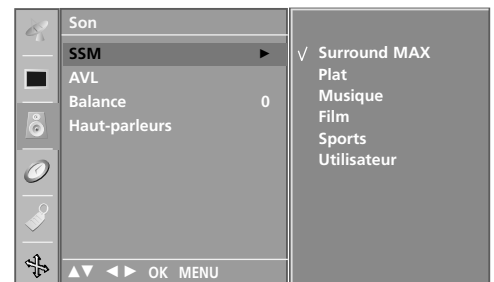 Son
SSM ►
AVL
Balance 0
Haut-parleurs
▲▼ ◄► OK MENU
√ Surround MAX
Plat
Musique
Film
Sports
Utilisateur